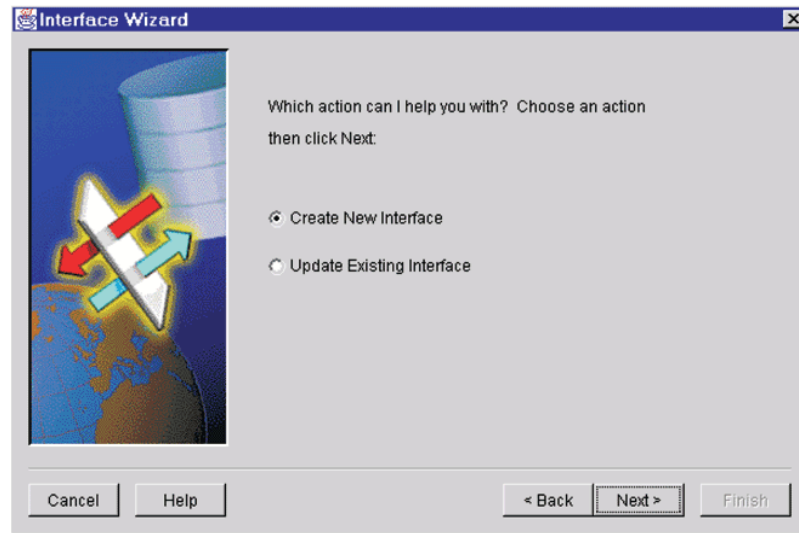 Interface Wizard
Which action can I help you with? Choose an action
then click Next:
Create New Interface
Update Existing Interface
Cancel
Help
< Back
Next >
Finish